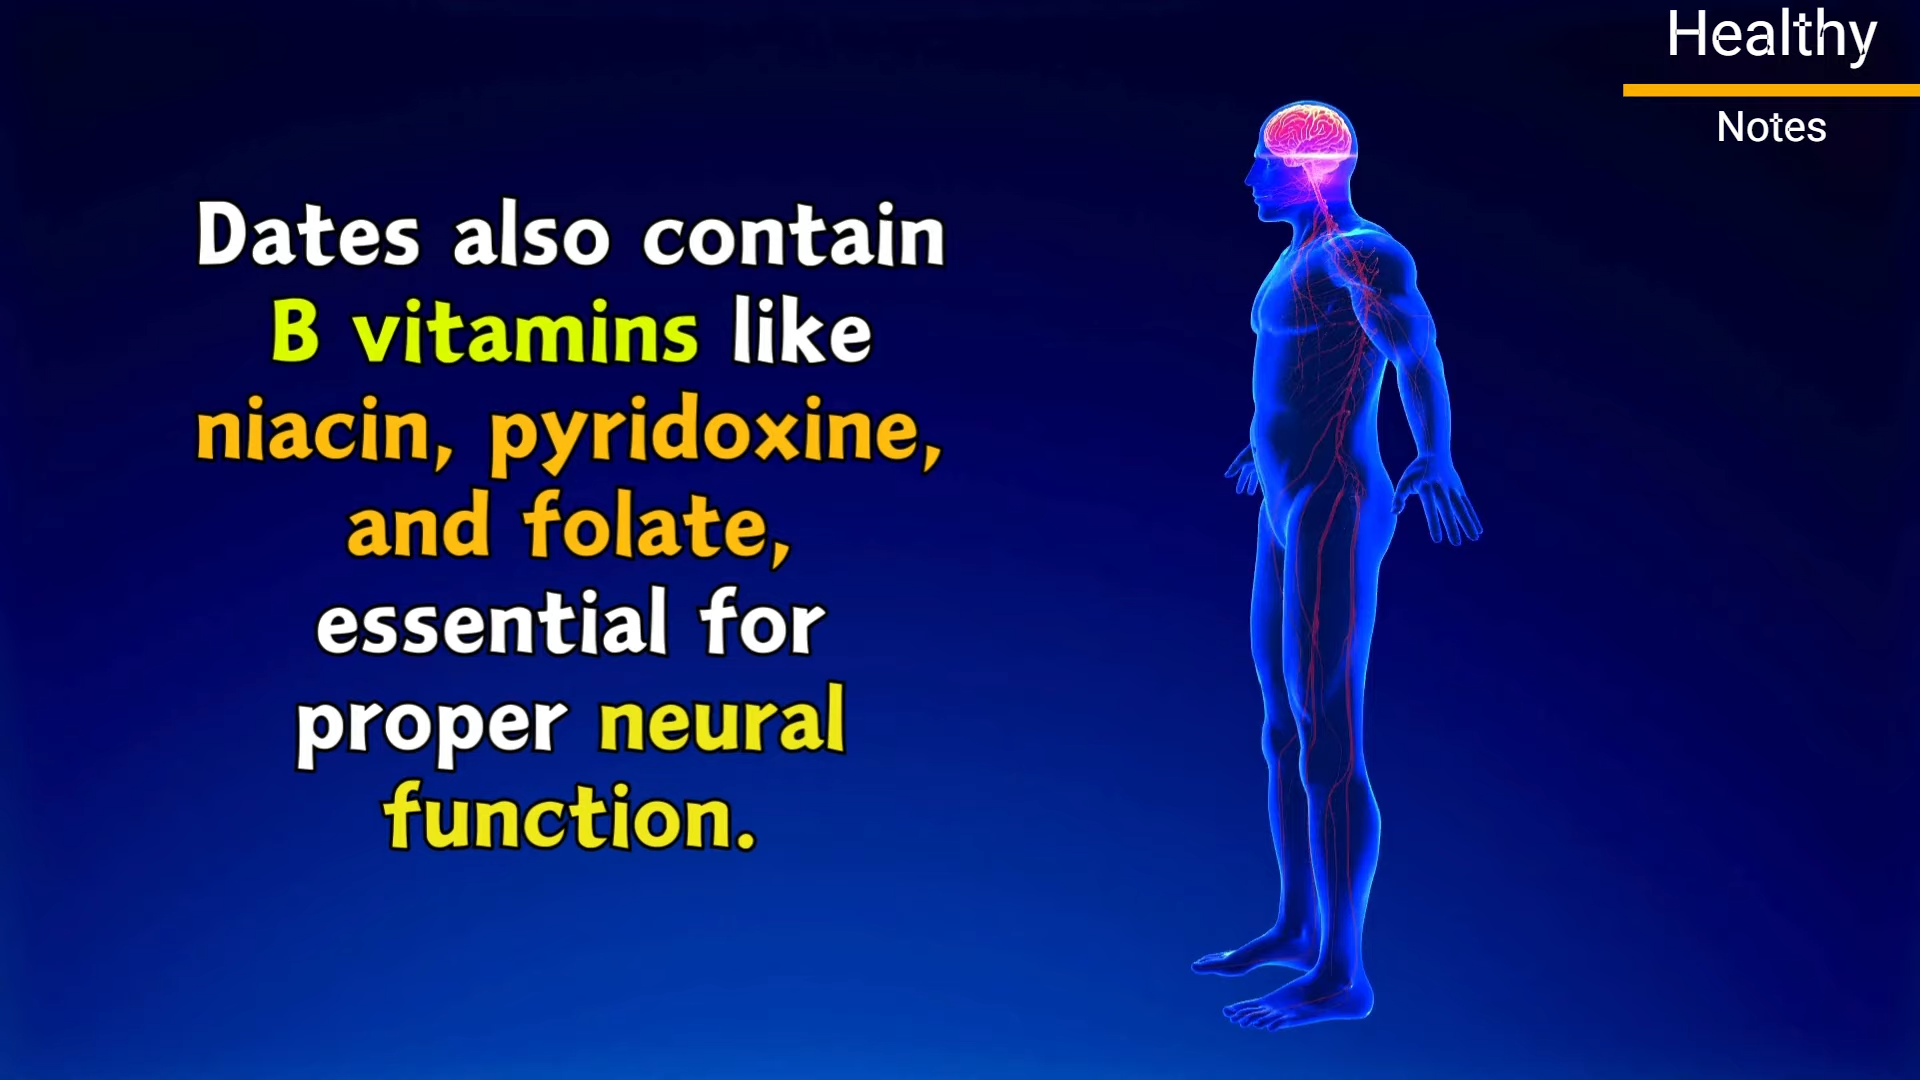 Healthy
Notes
Dates also contain
B vitamins like
niacin, pyridoxine,
and folate,
essential for
proper neural
function.